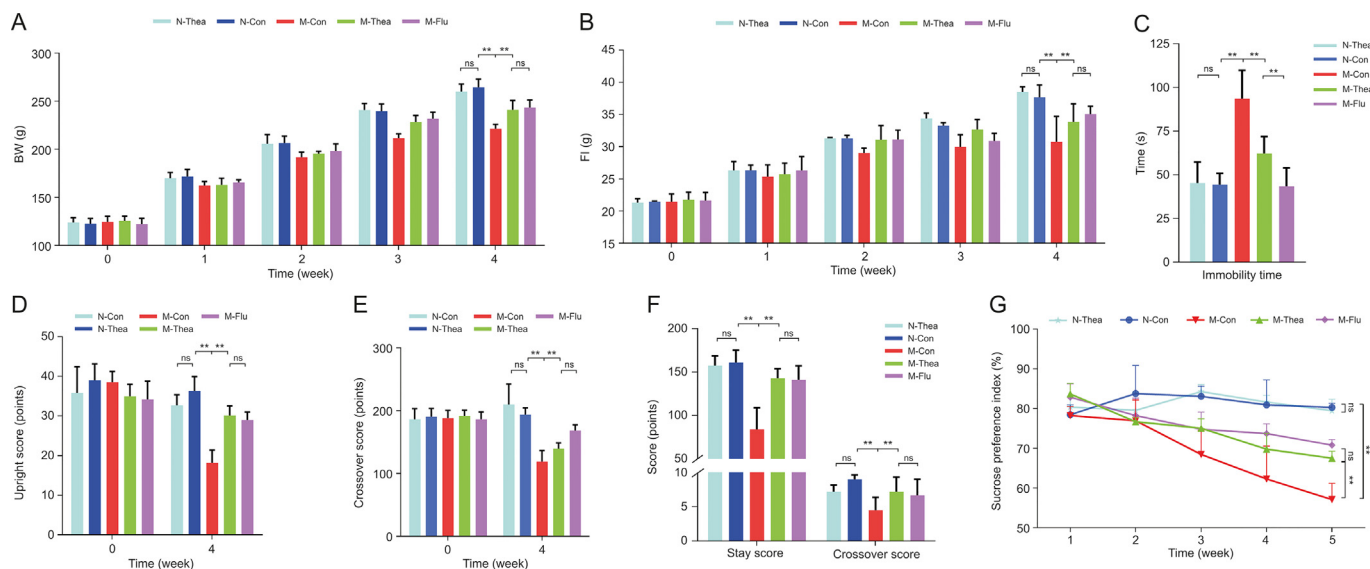 A
N-Thea N-Con M-Con M-Thea M-Flu
BW (g)
300
250
200
150
100
ns ** ** ns
0 1 2 3 4
Time (week)
B
N-Thea N-Con M-Con M-Thea M-Flu
FI (g)
45
40
35
30
25
20
15
ns ** ** ns
0 1 2 3 4
Time (week)
C
Time (s)
125
100
75
50
25
0
ns ** ** **
N-Thea
N-Con
M-Con
M-Thea
M-Flu
Immobility time
D
N-Con M-Con M-Flu
N-Thea M-Thea
Upright score (points)
50
40
30
20
10
0
ns ** ** ns
0 4
Time (week)
E
N-Con M-Con M-Flu
N-Thea M-Thea
Crossover score (points)
300
200
100
0
ns ** ** ns
0 4
Time (week)
F
Score (points)
200
150
100
50
10
5
0
ns ** ** ns
ns ** ** ns
N-Thea
N-Con
M-Con
M-Thea
M-Flu
Stay score Crossover score
G
N-Thea N-Con M-Con M-Thea M-Flu
Sucrose preference index (%)
100
90
80
70
60
50
ns
ns
**
**
1 2 3 4 5
Time (week)